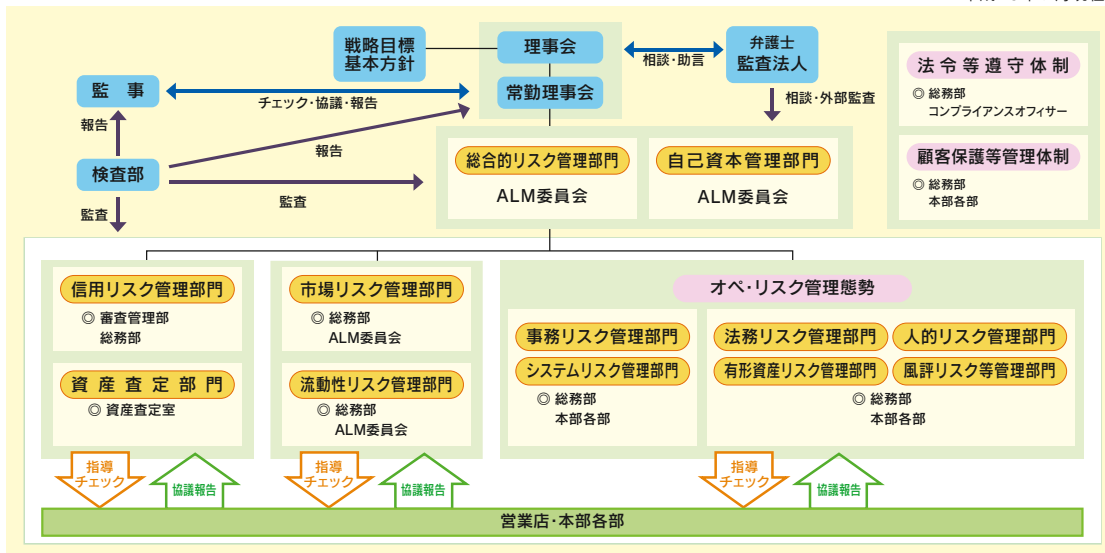 戦略目標
基本方針
理事会
常勤理事会
相談・助言
弁護士
監査法人
監事
チェック・協議・報告
相談・外部監査
報告
報告
検査部
監査
監査
総合的リスク管理部門
ALM委員会
自己資本管理部門
ALM委員会
法令等遵守体制
◎ 総務部
コンプライアンスオフィサー
顧客保護等管理体制
◎ 総務部
本部各部
信用リスク管理部門
◎ 審査管理部
総務部
資産査定部門
◎ 資産査定室
市場リスク管理部門
◎ 総務部
ALM委員会
流動性リスク管理部門
◎ 総務部
ALM委員会
オペ・リスク管理態勢
事務リスク管理部門
システムリスク管理部門
◎ 総務部
本部各部
法務リスク管理部門
人的リスク管理部門
有形資産リスク管理部門
風評リスク等管理部門
◎ 総務部
本部各部
指導
チェック
協議報告
指導
チェック
協議報告
指導
チェック
協議報告
営業店・本部各部